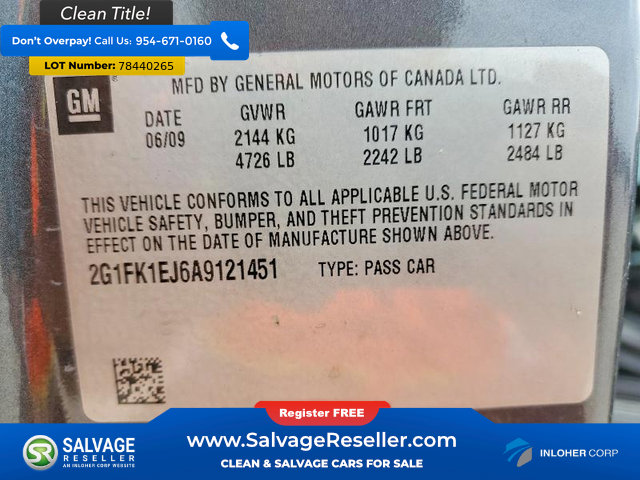 Clean Title!
Don't Overpay! Call Us: 954-671-0160
LOT Number: 78440265
GM
MFD BY GENERAL MOTORS OF CANADA LTD.
DATE GVWR GAWR FRT GAWR RR
06/09 2144 KG 1017 KG 1127 KG
4726 LB 2242 LB 2484 LB
THIS VEHICLE CONFORMS TO ALL APPLICABLE U.S. FEDERAL MOTOR
VEHICLE SAFETY, BUMPER, AND THEFT PREVENTION STANDARDS IN
EFFECT ON THE DATE OF MANUFACTURE SHOWN ABOVE.
2G1FK1EJ6A9121451 TYPE: PASS CAR
Register FREE
SR SALVAGE RESELLER
AN INLOHER CORP WEBSITE
www.SalvageReseller.com
CLEAN & SALVAGE CARS FOR SALE
INLOHER CORP